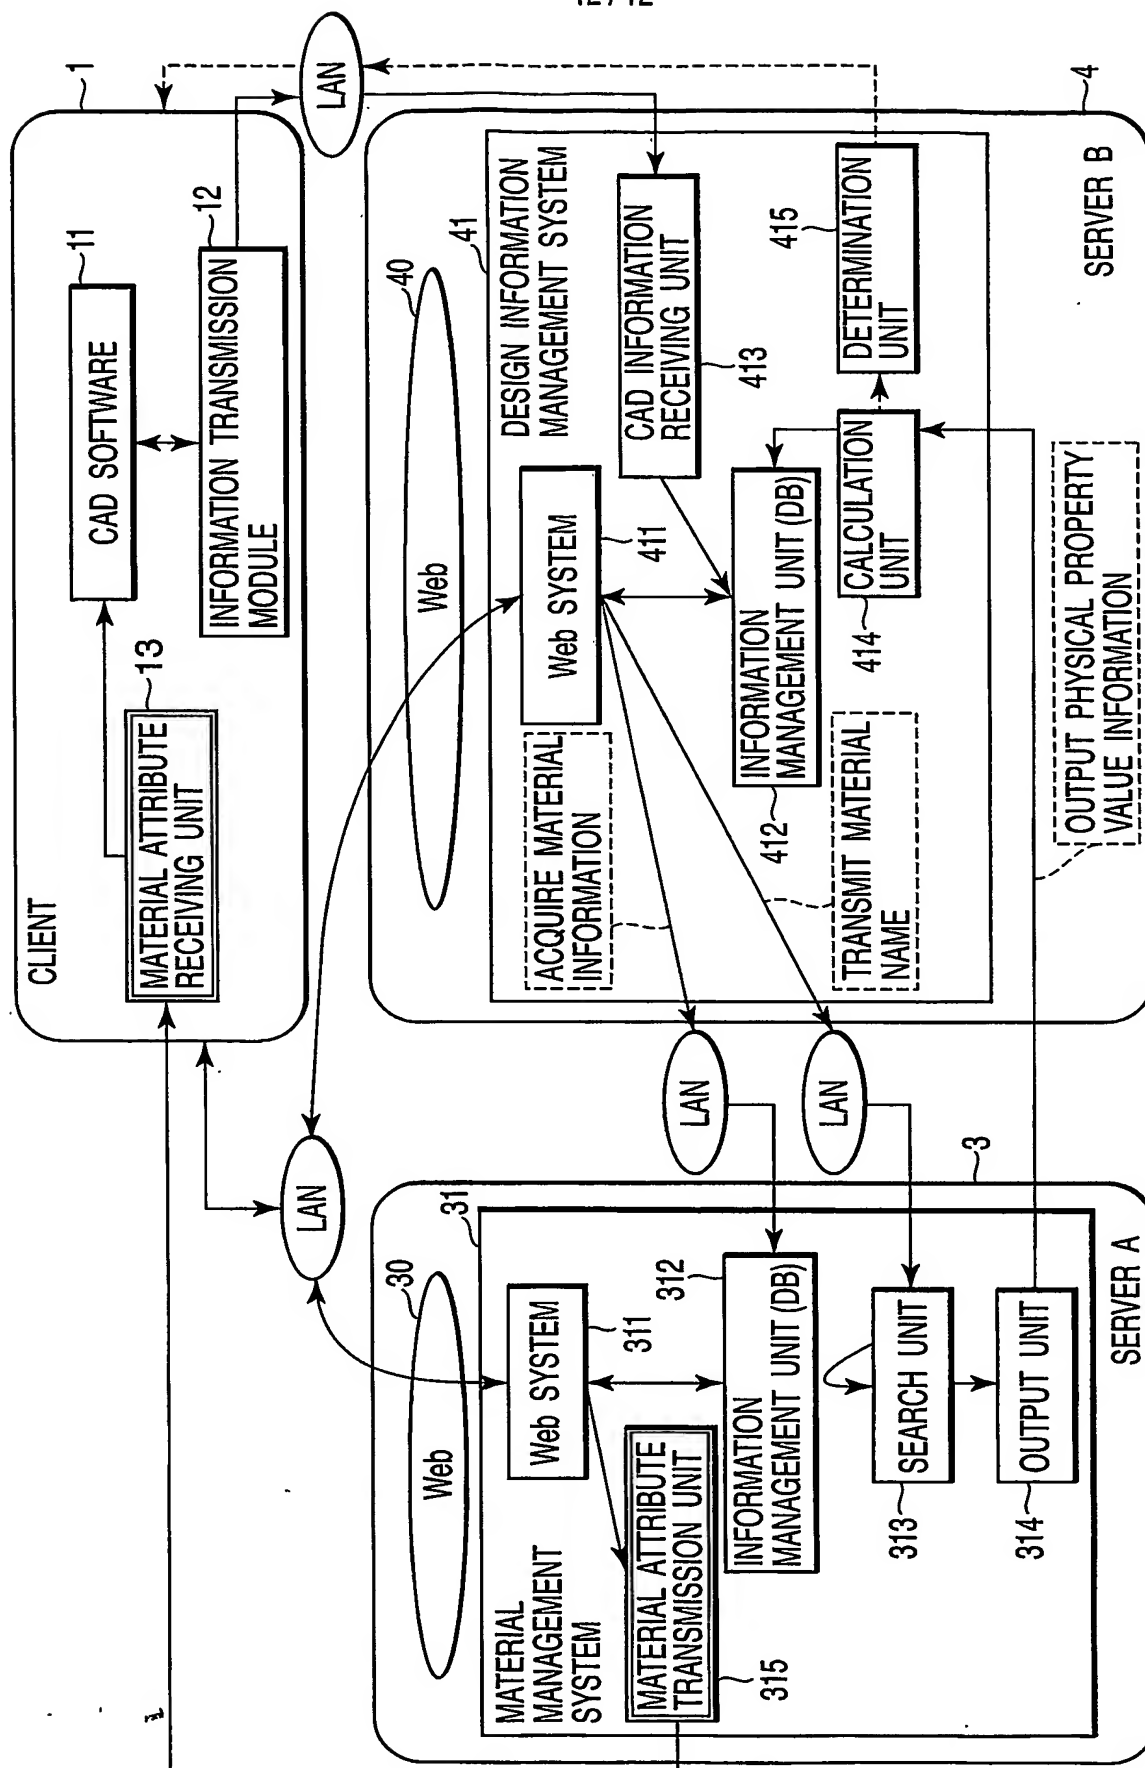 12/12
CLIENT
1
CAD SOFTWARE
11
INFORMATION TRANSMISSION
MODULE
12
MATERIAL ATTRIBUTE
RECEIVING UNIT
13
LAN
LAN
Web
40
DESIGN INFORMATION
MANAGEMENT SYSTEM
41
Web SYSTEM
411
CAD INFORMATION
RECEIVING UNIT
413
INFORMATION
MANAGEMENT UNIT (DB)
412
CALCULATION
UNIT
414
DETERMINATION
UNIT
415
ACQUIRE MATERIAL
INFORMATION
TRANSMIT MATERIAL
NAME
OUTPUT PHYSICAL PROPERTY
VALUE INFORMATION
SERVER B
4
LAN
LAN
Web
30
MATERIAL
MANAGEMENT
SYSTEM
31
Web SYSTEM
311
MATERIAL ATTRIBUTE
TRANSMISSION UNIT
315
INFORMATION
MANAGEMENT UNIT (DB)
312
SEARCH UNIT
313
OUTPUT UNIT
314
SERVER A
3